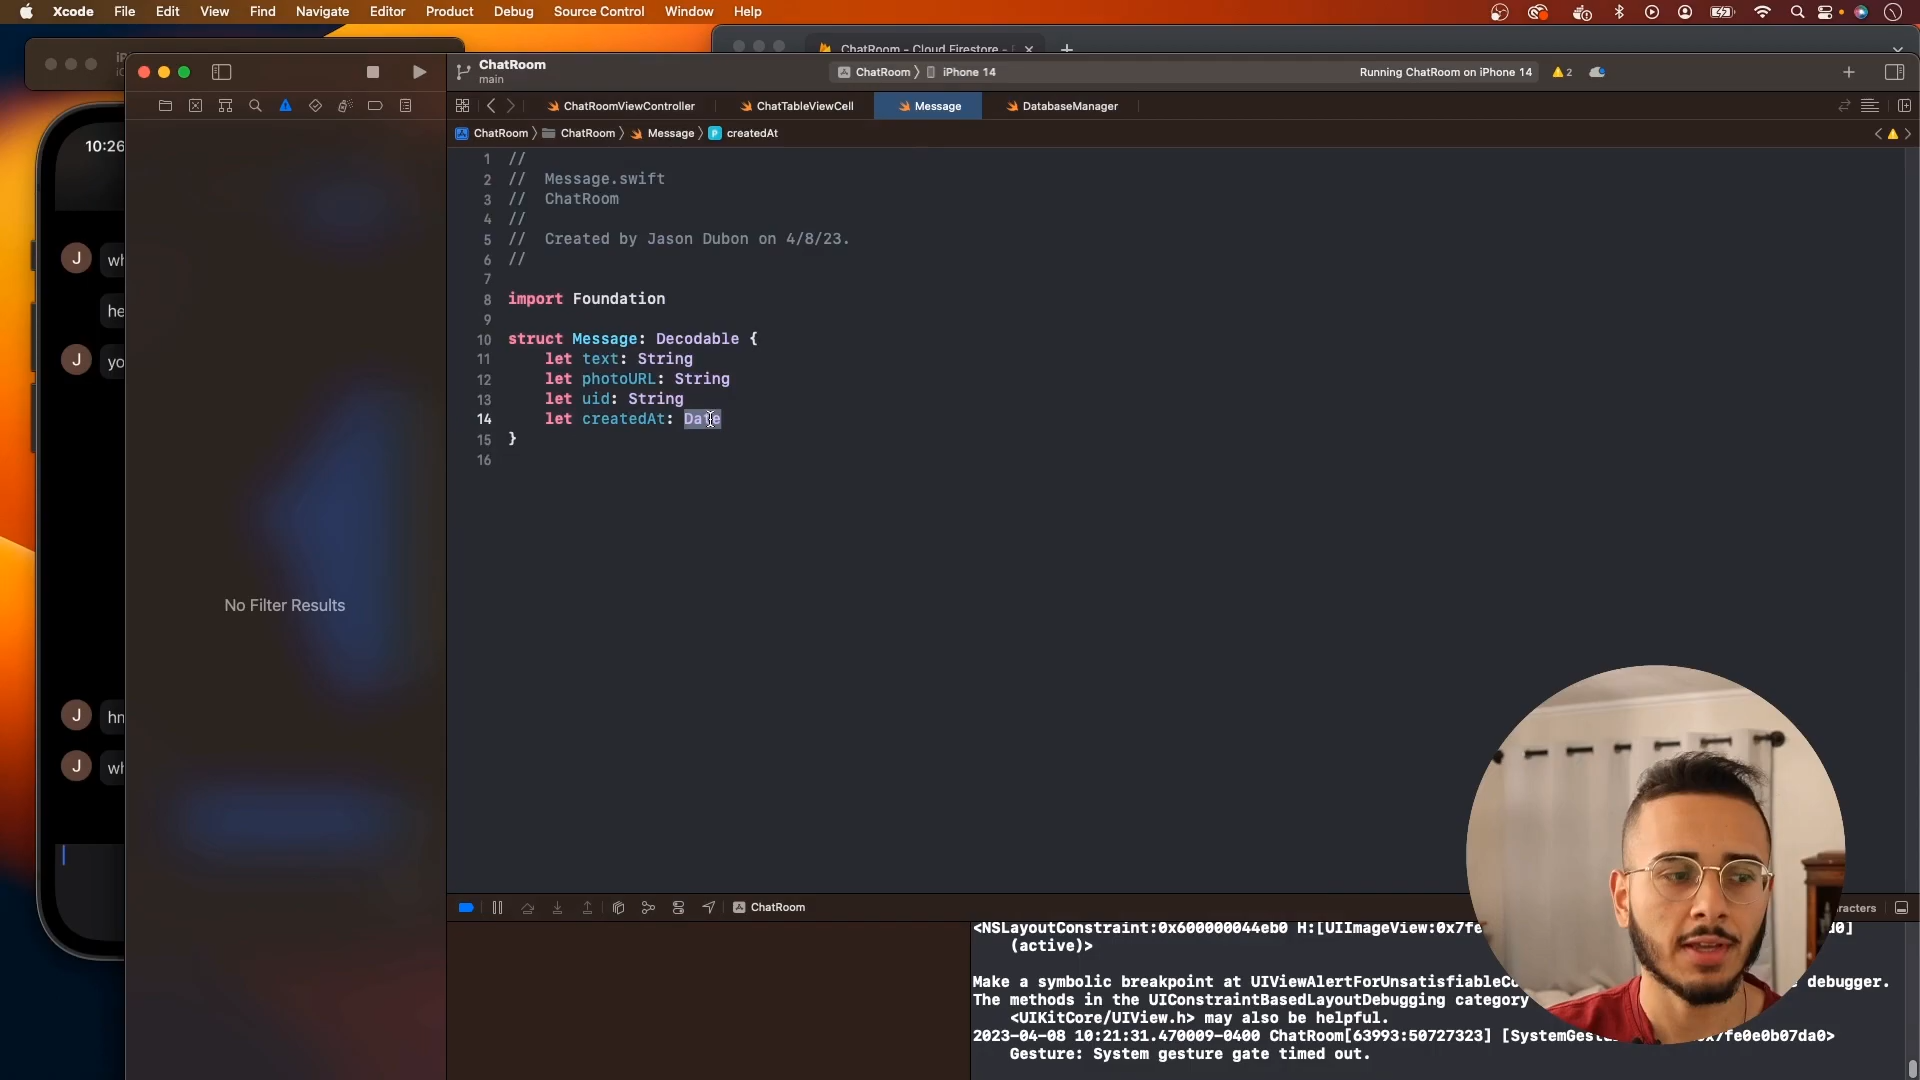 Xcode File Edit View Find Navigate Editor Product Debug Source Control Window Help
ChatRoom - Cloud Firestore -
ChatRoom
main
ChatRoom iPhone 14
Running ChatRoom on iPhone 14
2
ChatRoomViewController
ChatTableViewCell
Message
DatabaseManager
ChatRoom ChatRoom Message createdAt
P
10:26
J
J
yo
J
J
No Filter Results
1 //
2 // Message.swift
3 // ChatRoom
4 //
5 // Created by Jason Dubon on 4/8/23.
6 //
7
8 import Foundation
9
10 struct Message: Decodable {
11 let text: String
12 let photoURL: String
13 let uid: String
14 let createdAt: Date
15 }
16
ChatRoom
<NSLayoutConstraint:0x600000044eb0 H:[UIImageView:0x7fe
(active)>
Make a symbolic breakpoint at
debugger.
The methods in the UIConstraintBasedLayoutDebugging category
<UIKitCore/UIView.h> may also be helpful.
2023-04-08 10:21:31.470009-0400 ChatRoom[63993:50727323]
Gesture: System gesture gate timed out.